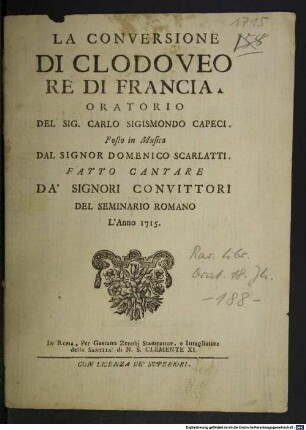 1715
LA CONVERSIONE
DI CLODOVEO
RE DI FRANCIA.
ORATORIO
DEL SIG. CARLO SIGISMONDO CAPECI.
Posto in Musica
DAL SIGNOR DOMENICO SCARLATTI.
FATTO CANTARE
DA' SIGNORI CONVITTORI
DEL SEMINARIO ROMANO
L'Anno 1715.
Rar. Libr.
-188-
IN ROMA, Per Gaetano Zenobj Stampatore, e Intagliatore
della SANTITA' di N. S. CLEMENTE XI.
CON LICENZA DE' SUPERIORI.